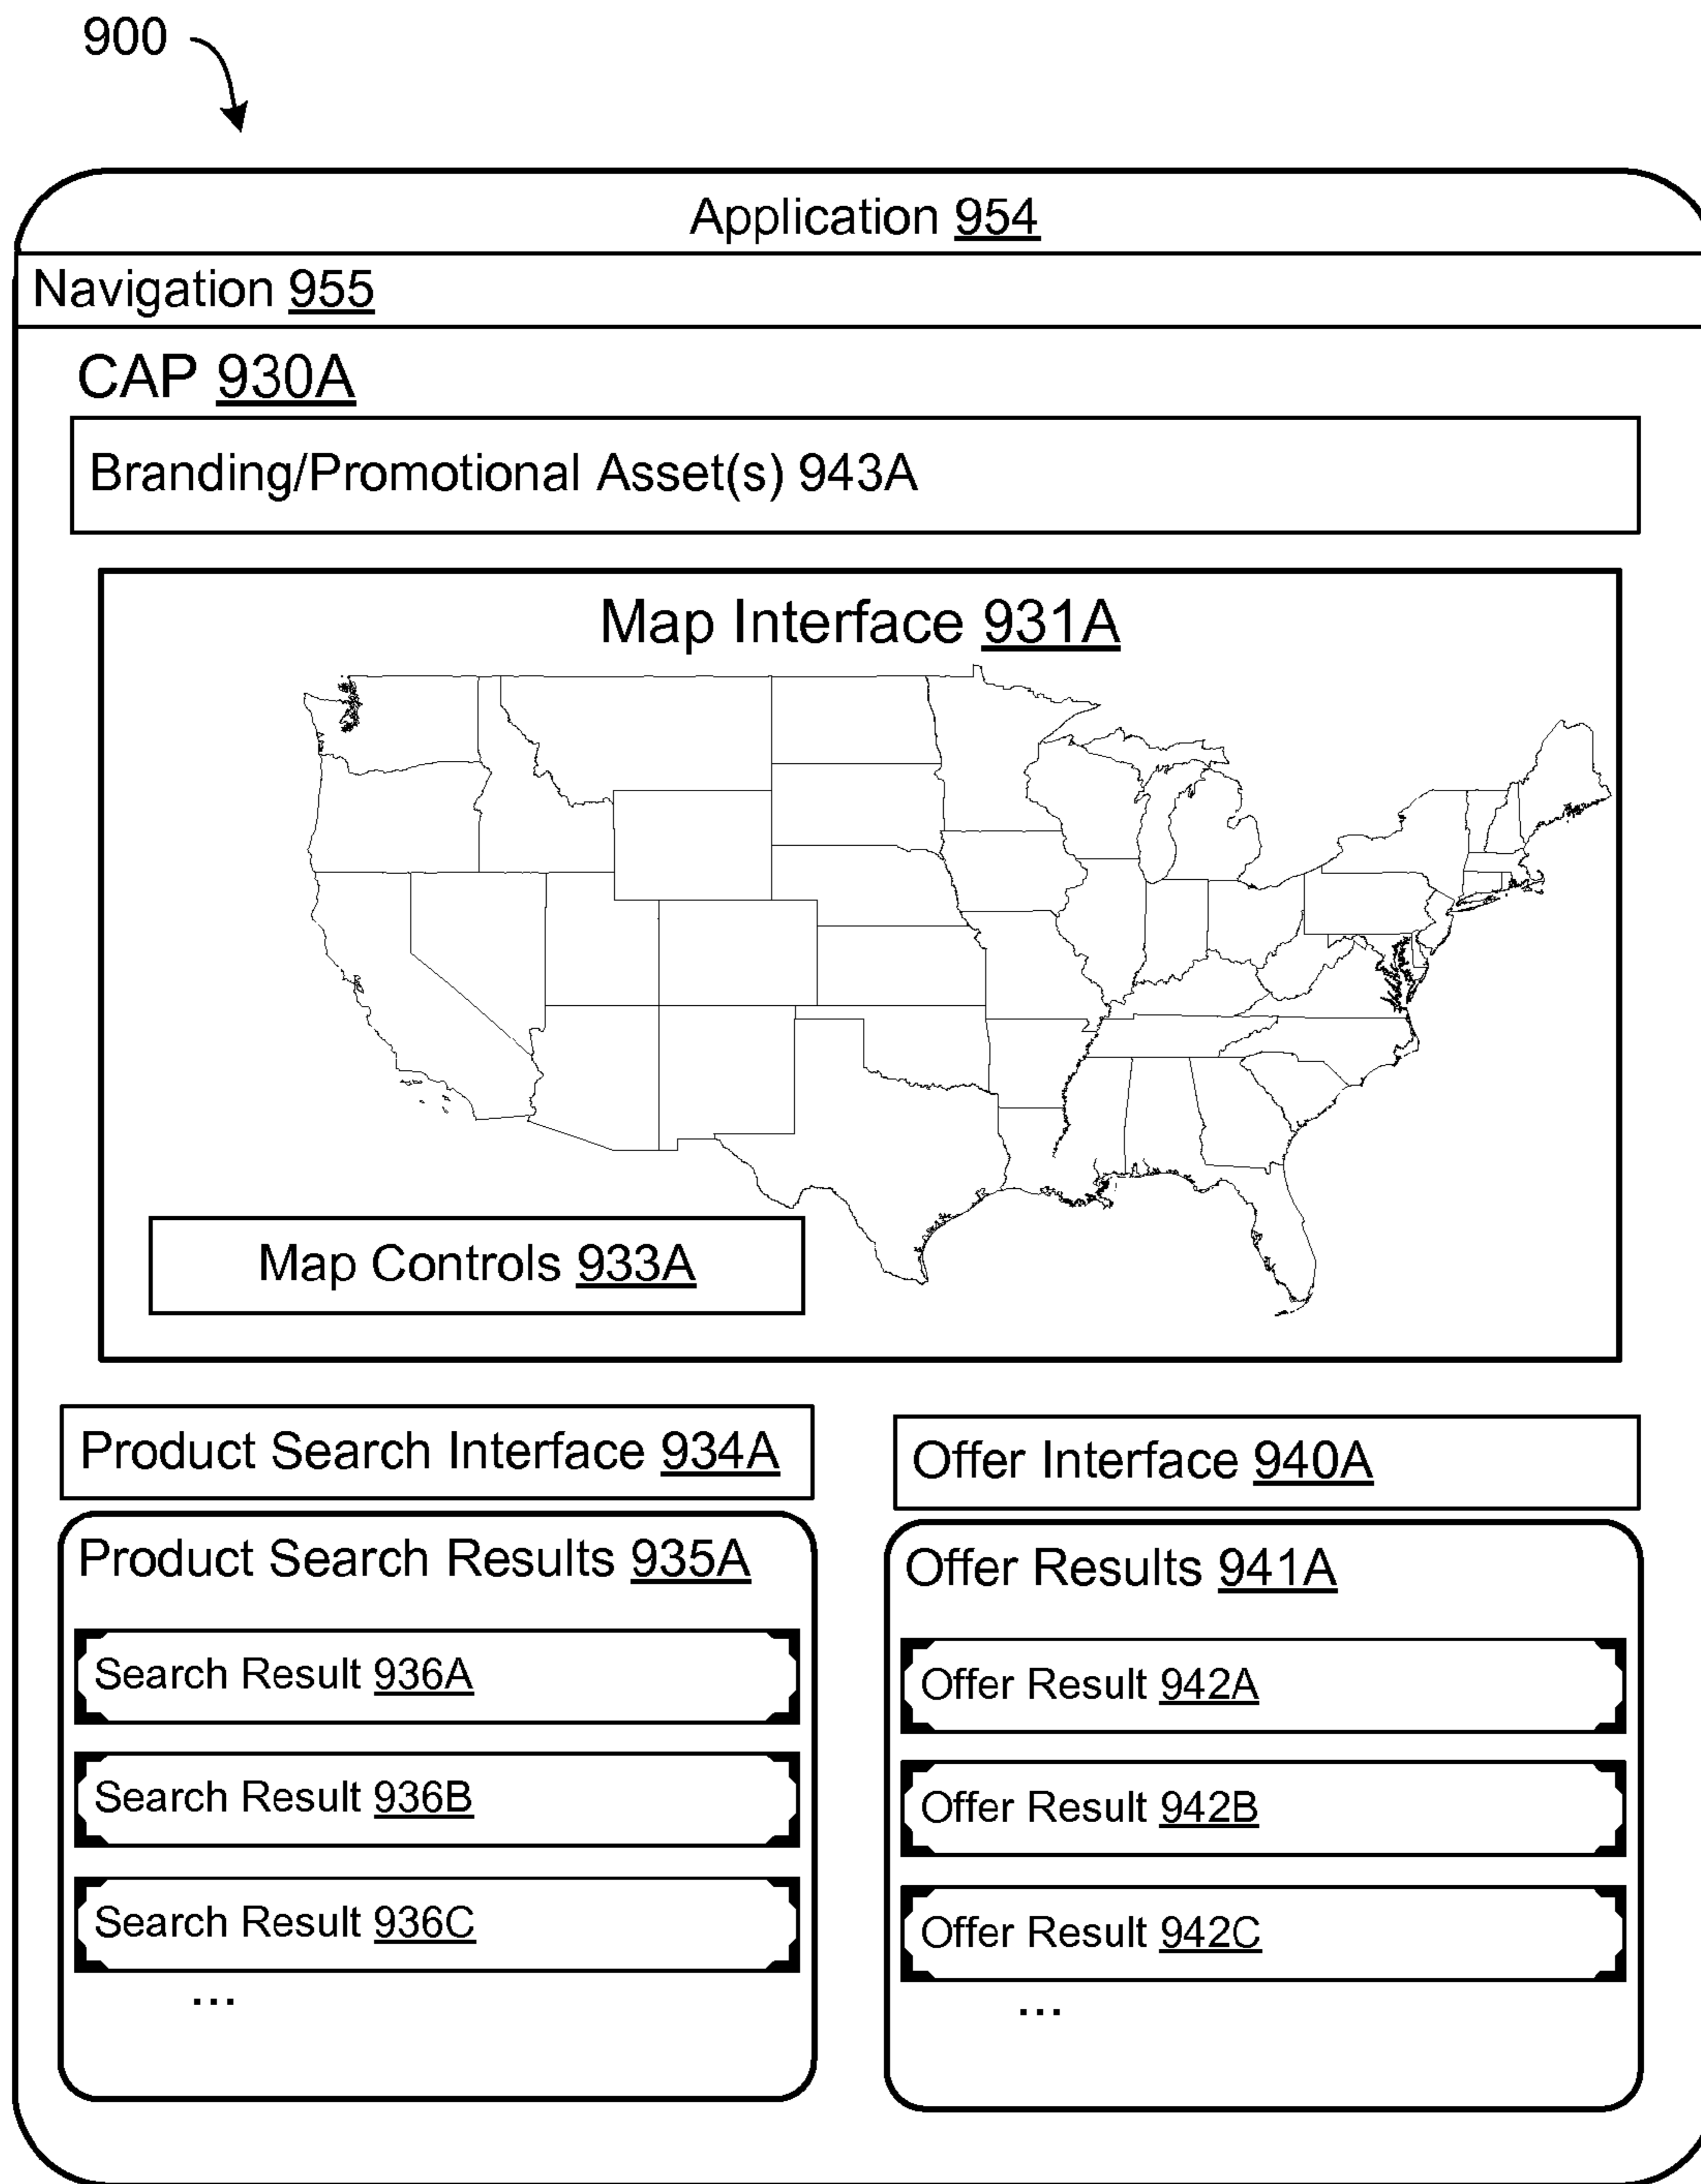 900
Application 954
Navigation 955
CAP 930A
Branding/Promotional Asset(s) 943A
Map Interface 931A
Map Controls 933A
Product Search Interface 934A
Product Search Results 935A
Search Result 936A
Search Result 936B
Search Result 936C
...
Offer Interface 940A
Offer Results 941A
Offer Result 942A
Offer Result 942B
Offer Result 942C
...